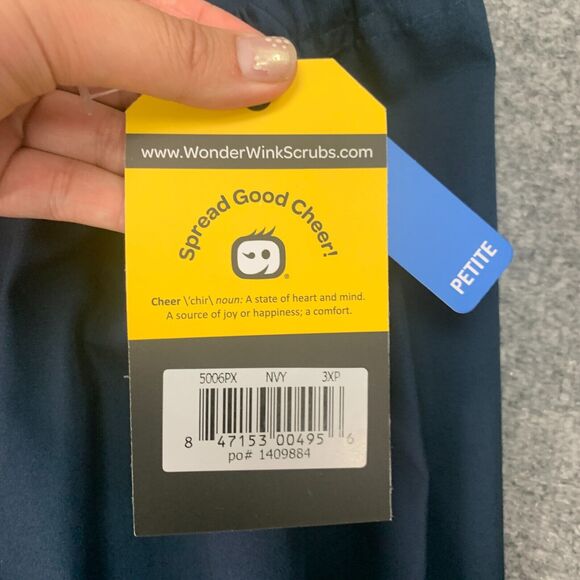 www.WonderWinkScrubs.com
Spread Good Cheer!
®
Cheer \'chir\ noun: A state of heart and mind.
A source of joy or happiness; a comfort.
PETITE
5006PX NVY 3XP
8 47153 00495 6
po# 1409884